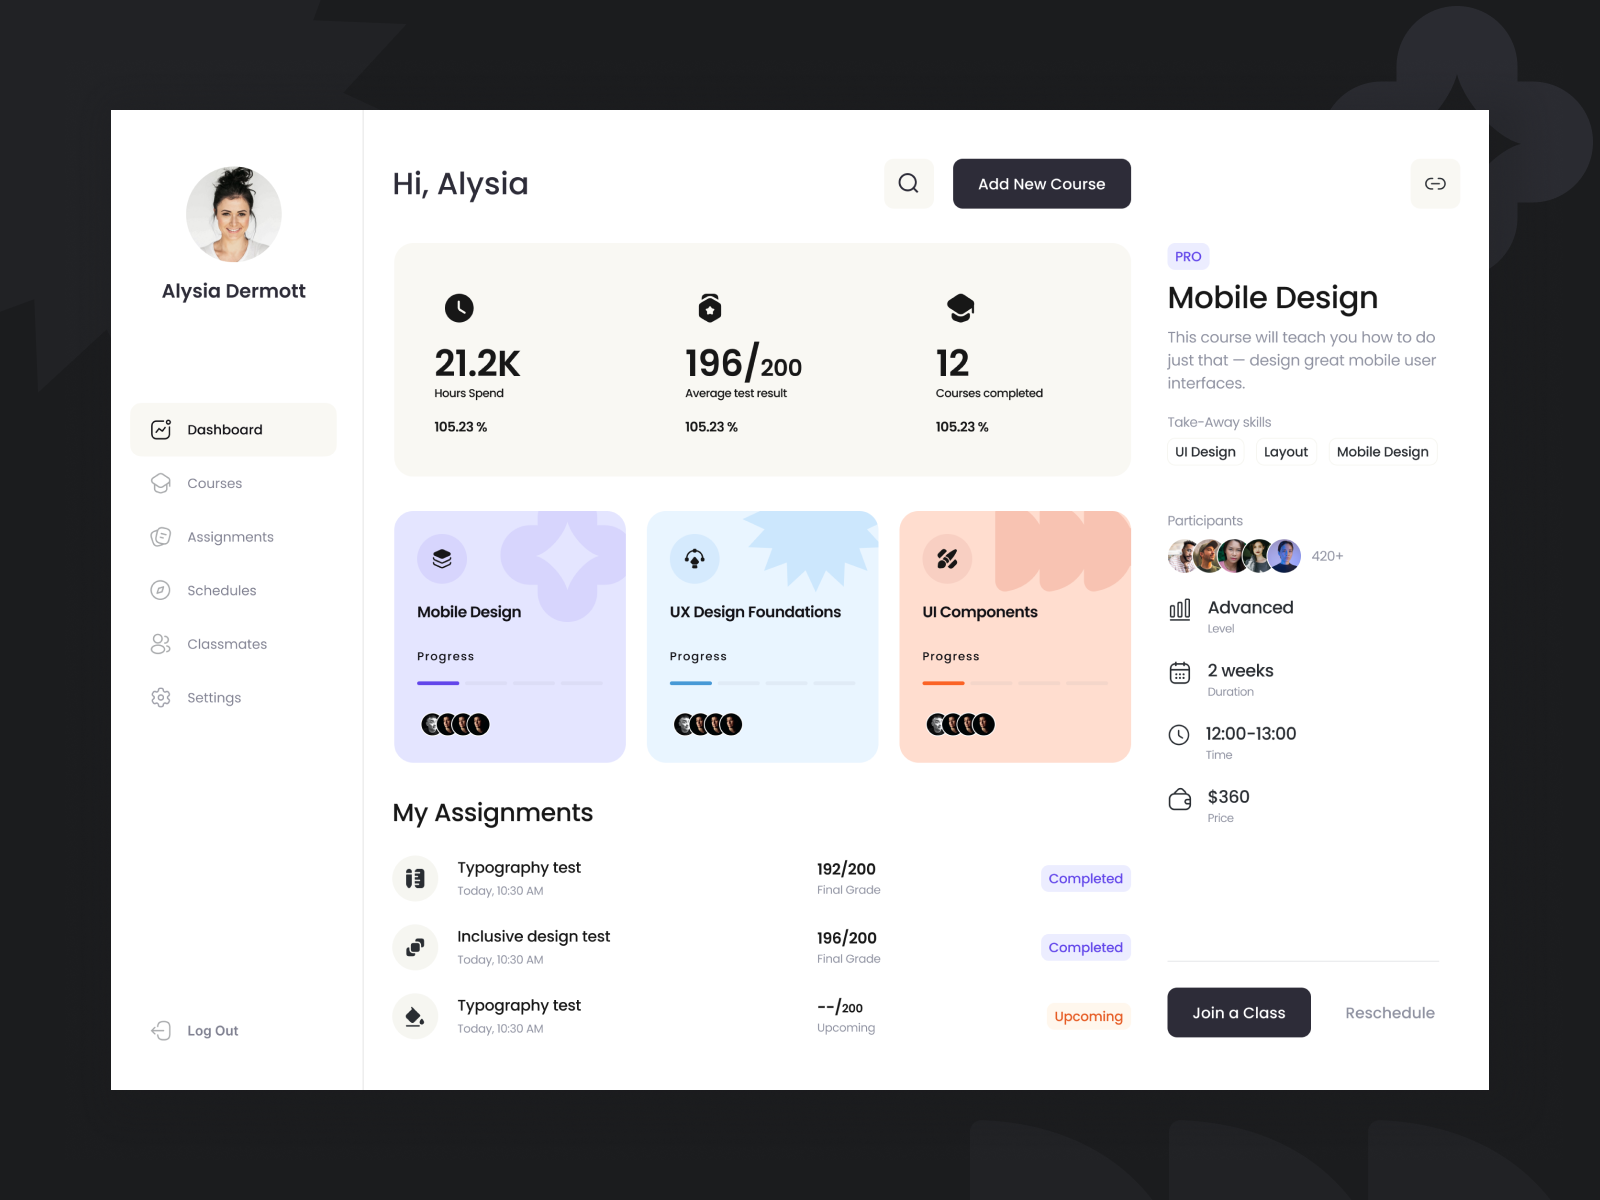 Alysia Dermott
Dashboard
Courses
Assignments
Schedules
Classmates
Settings
Log Out
Hi, Alysia
Add New Course
21.2K
Hours Spend
105.23 %
196/200
Average test result
105.23 %
12
Courses completed
105.23 %
Mobile Design
Progress
UX Design Foundations
Progress
UI Components
Progress
My Assignments
Typography test
Today, 10:30 AM
192/200
Final Grade
Completed
Inclusive design test
Today, 10:30 AM
196/200
Final Grade
Completed
Typography test
Today, 10:30 AM
--/200
Upcoming
Upcoming
PRO
Mobile Design
This course will teach you how to do
just that — design great mobile user
interfaces.
Take-Away skills
UI Design
Layout
Mobile Design
Participants
420+
Advanced
Level
2 weeks
Duration
12:00-13:00
Time
$360
Price
Join a Class
Reschedule